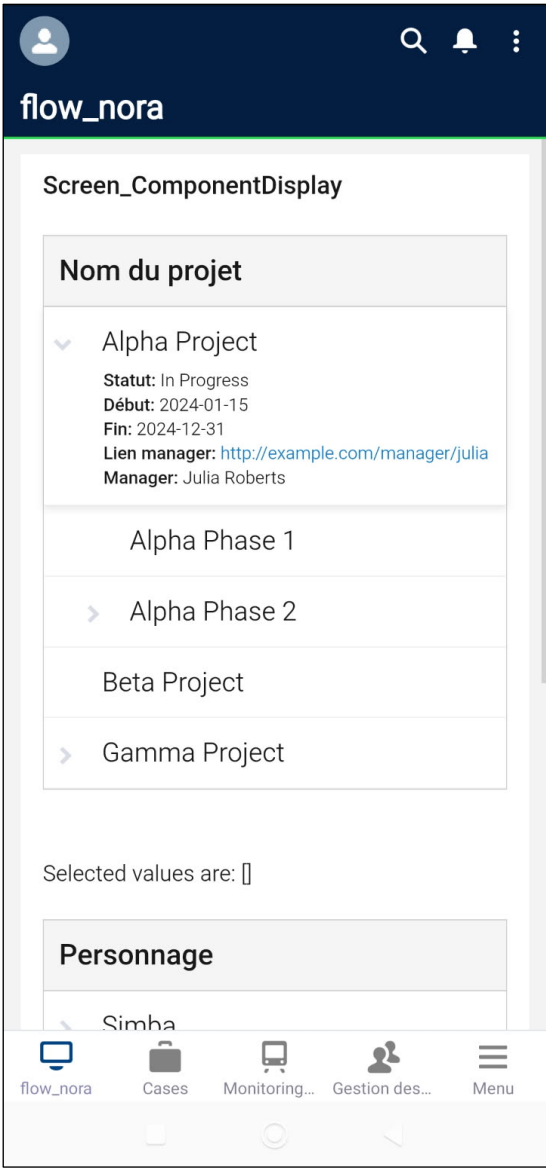 flow_nora
Screen_ComponentDisplay
Nom du projet
Alpha Project
Statut: In Progress
Début: 2024-01-15
Fin: 2024-12-31
Lien manager: http://example.com/manager/julia
Manager: Julia Roberts
Alpha Phase 1
Alpha Phase 2
Beta Project
Gamma Project
Selected values are: []
Personnage
Simba
flow_nora
Cases
Monitoring...
Gestion des...
Menu